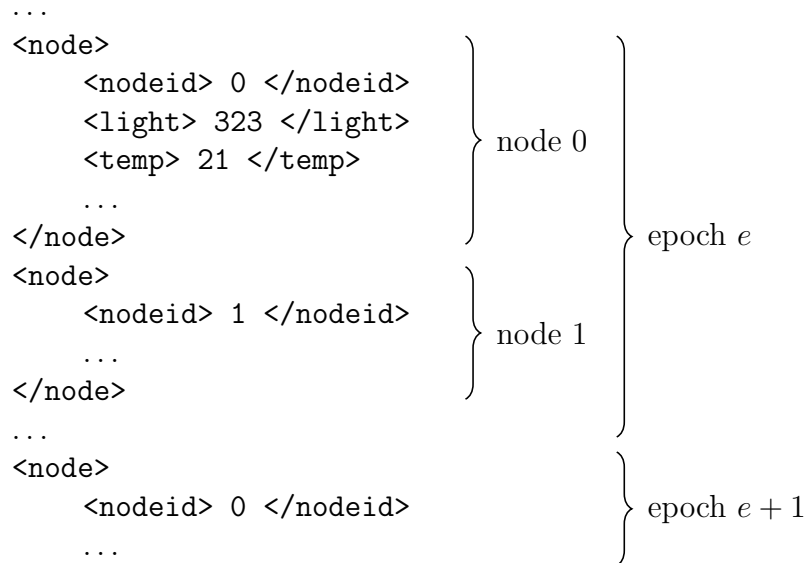 ...
<node>
<nodeid> 0 </nodeid>
<light> 323 </light>
<temp> 21 </temp>
node 0
...
</node>
epoch e
<node>
<nodeid> 1 </nodeid>
node 1
...
</node>
...
<node>
<nodeid> 0 </nodeid>
epoch e + 1
...